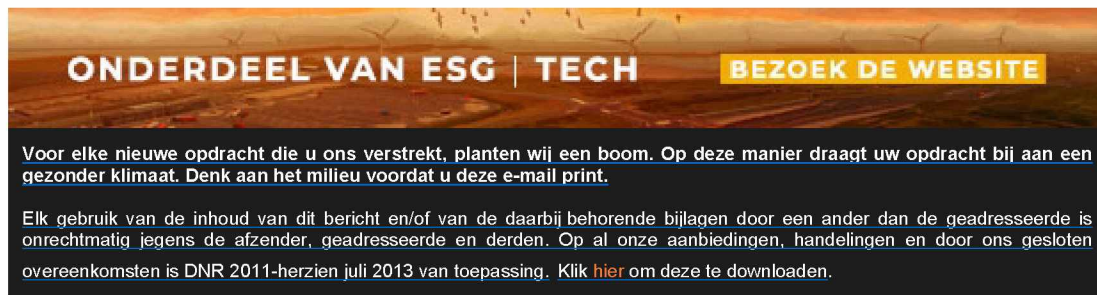 ONDERDEEL VAN ESG | TECH
BEZOEK DE WEBSITE
Voor elke nieuwe opdracht die u ons verstrekt, planten wij een boom. Op deze manier draagt uw opdracht bij aan een
gezonder klimaat. Denk aan het milieu voordat u deze e-mail print.
Elk gebruik van de inhoud van dit bericht en/of van de daarbij behorende bijlagen door een ander dan de geadresseerde is
onrechtmatig jegens de afzender, geadresseerde en derden. Op al onze aanbiedingen, handelingen en door ons gesloten
overeenkomsten is DNR 2011-herzien juli 2013 van toepassing. Klik hier om deze te downloaden.